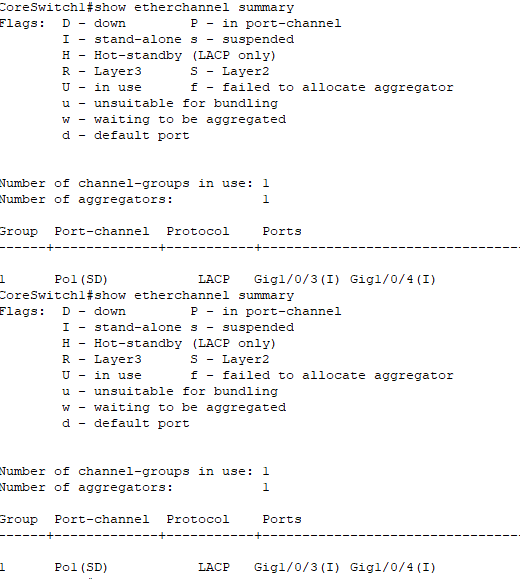 CoreSwitch1#show etherchannel summary
Flags:  D - down        P - in port-channel
        I - stand-alone s - suspended
        H - Hot-standby (LACP only)
        R - Layer3      S - Layer2
        U - in use      f - failed to allocate aggregator
        u - unsuitable for bundling
        w - waiting to be aggregated
        d - default port
Number of channel-groups in use: 1
Number of aggregators:           1
Group  Port-channel  Protocol    Ports
------+-------------+-----------+----------------------------------
1      Po1(SD)           LACP   Gig1/0/3(I) Gig1/0/4(I)
CoreSwitch1#show etherchannel summary
Flags:  D - down        P - in port-channel
        I - stand-alone s - suspended
        H - Hot-standby (LACP only)
        R - Layer3      S - Layer2
        U - in use      f - failed to allocate aggregator
        u - unsuitable for bundling
        w - waiting to be aggregated
        d - default port
Number of channel-groups in use: 1
Number of aggregators:           1
Group  Port-channel  Protocol    Ports
------+-------------+-----------+----------------------------------
1      Po1(SD)           LACP   Gig1/0/3(I) Gig1/0/4(I)